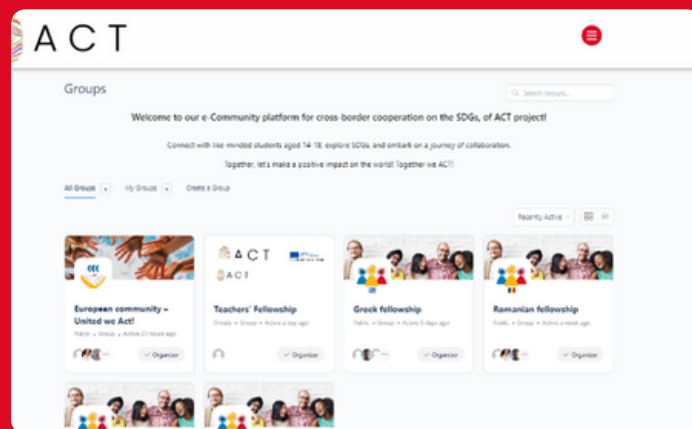 ACT
Groups
Search Groups...
Welcome to our e-Community platform for cross-border cooperation on the SDGs, of ACT project!
Connect with like-minded students aged 14-18, explore SDGs, and embark on a journey of collaboration.
Together, let's make a positive impact on the world! Together we ACT!
All Groups My Groups Create a Group
Recently Active
ACT
ACT
European community – United we Act!
Public • Group • Active 20 hours ago
Organizer
Teachers' Fellowship
Private • Group • Active a day ago
Organizer
Greek fellowship
Public • Group • Active 5 days ago
Organizer
Romanian fellowship
Public • Group • Active a week ago
Organizer